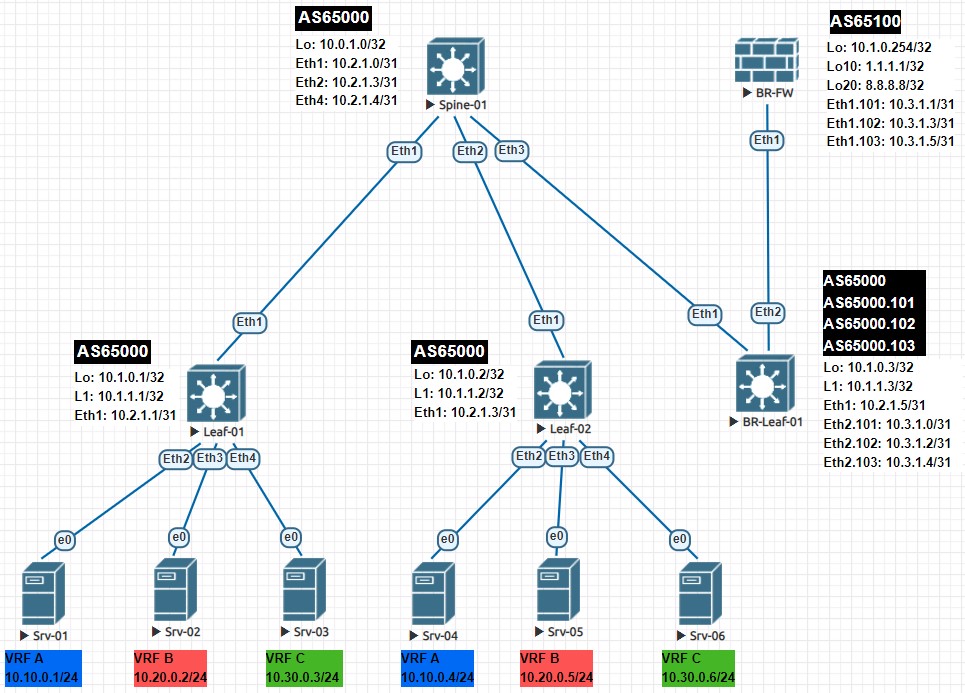 AS65000
Lo: 10.0.1.0/32
Eth1: 10.2.1.0/31
Eth2: 10.2.1.3/31
Eth4: 10.2.1.4/31
Spine-01
AS65100
Lo: 10.1.0.254/32
Lo10: 1.1.1.1/32
Lo20: 8.8.8.8/32
Eth1.101: 10.3.1.1/31
Eth1.102: 10.3.1.3/31
Eth1.103: 10.3.1.5/31
BR-FW
Eth1
Eth2
Eth3
Eth1
Eth1
Eth1
Eth1
Eth2
AS65000
Lo: 10.1.0.1/32
L1: 10.1.1.1/32
Eth1: 10.2.1.1/31
Leaf-01
AS65000
Lo: 10.1.0.2/32
L1: 10.1.1.2/32
Eth1: 10.2.1.3/31
Leaf-02
AS65000
AS65000.101
AS65000.102
AS65000.103
Lo: 10.1.0.3/32
L1: 10.1.1.3/32
Eth1: 10.2.1.5/31
Eth2.101: 10.3.1.0/31
Eth2.102: 10.3.1.2/31
Eth2.103: 10.3.1.4/31
BR-Leaf-01
Eth2
Eth3
Eth4
Eth2
Eth3
Eth4
e0
e0
e0
e0
e0
e0
Srv-01
Srv-02
Srv-03
Srv-04
Srv-05
Srv-06
VRF A
10.10.0.1/24
VRF B
10.20.0.2/24
VRF C
10.30.0.3/24
VRF A
10.10.0.4/24
VRF B
10.20.0.5/24
VRF C
10.30.0.6/24